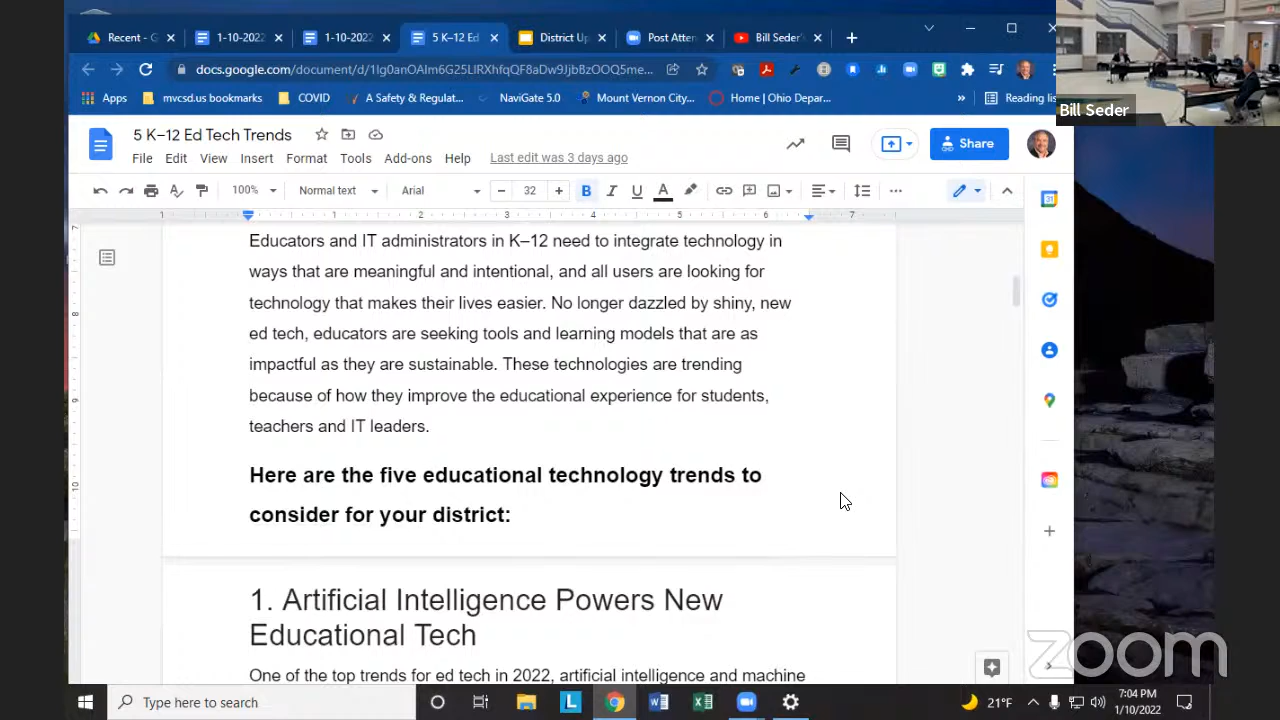 Recent - G
1-10-2022
1-10-2022
5 K–12 Ed
District Up
Post Atten
Bill Seder'
docs.google.com/document/d/1Ig0anOAIm6G25LIRXhfqQF8aDw9JjbBzOOQ5me...
Apps
mvcsd.us bookmarks
COVID
A Safety & Regulat...
NaviGate 5.0
Mount Vernon City...
Home | Ohio Depar...
»
Reading lis
Bill Seder
5 K–12 Ed Tech Trends
File Edit View Insert Format Tools Add-ons Help Last edit was 3 days ago
Share
100% Normal text Arial − 32 + B I U A
1 1 2 3 4 5 6 7
Educators and IT administrators in K–12 need to integrate technology in
ways that are meaningful and intentional, and all users are looking for
technology that makes their lives easier. No longer dazzled by shiny, new
ed tech, educators are seeking tools and learning models that are as
impactful as they are sustainable. These technologies are trending
because of how they improve the educational experience for students,
teachers and IT leaders.
Here are the five educational technology trends to
consider for your district:
1. Artificial Intelligence Powers New
Educational Tech
One of the top trends for ed tech in 2022, artificial intelligence and machine
zoom
Type here to search
21°F
7:04 PM
1/10/2022